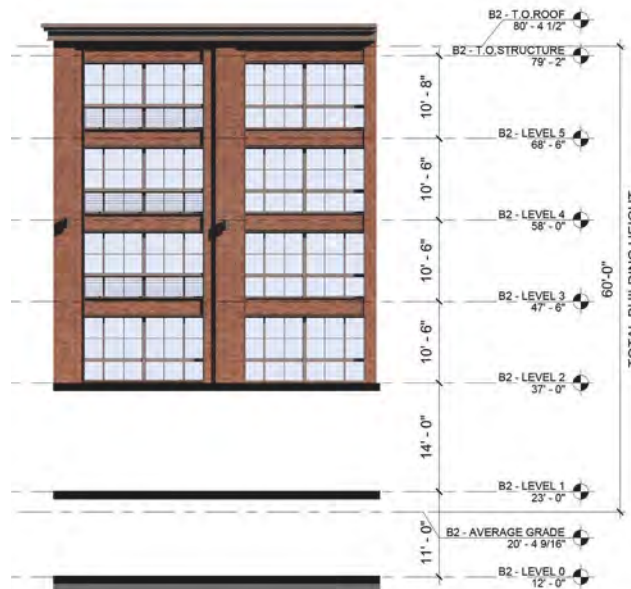 B2 - T.O.ROOF
80' - 4 1/2"
B2 - T.O.STRUCTURE
79' - 2"
10' - 8"
B2 - LEVEL 5
68' - 6"
10' - 6"
B2 - LEVEL 4
58' - 0"
10' - 6"
60'-0"
TOTAL BUILDING HEIGHT
B2 - LEVEL 3
47' - 6"
10' - 6"
B2 - LEVEL 2
37' - 0"
14' - 0"
B2 - LEVEL 1
23' - 0"
B2 - AVERAGE GRADE
20' - 4 9/16"
11' - 0"
B2 - LEVEL 0
12' - 0"